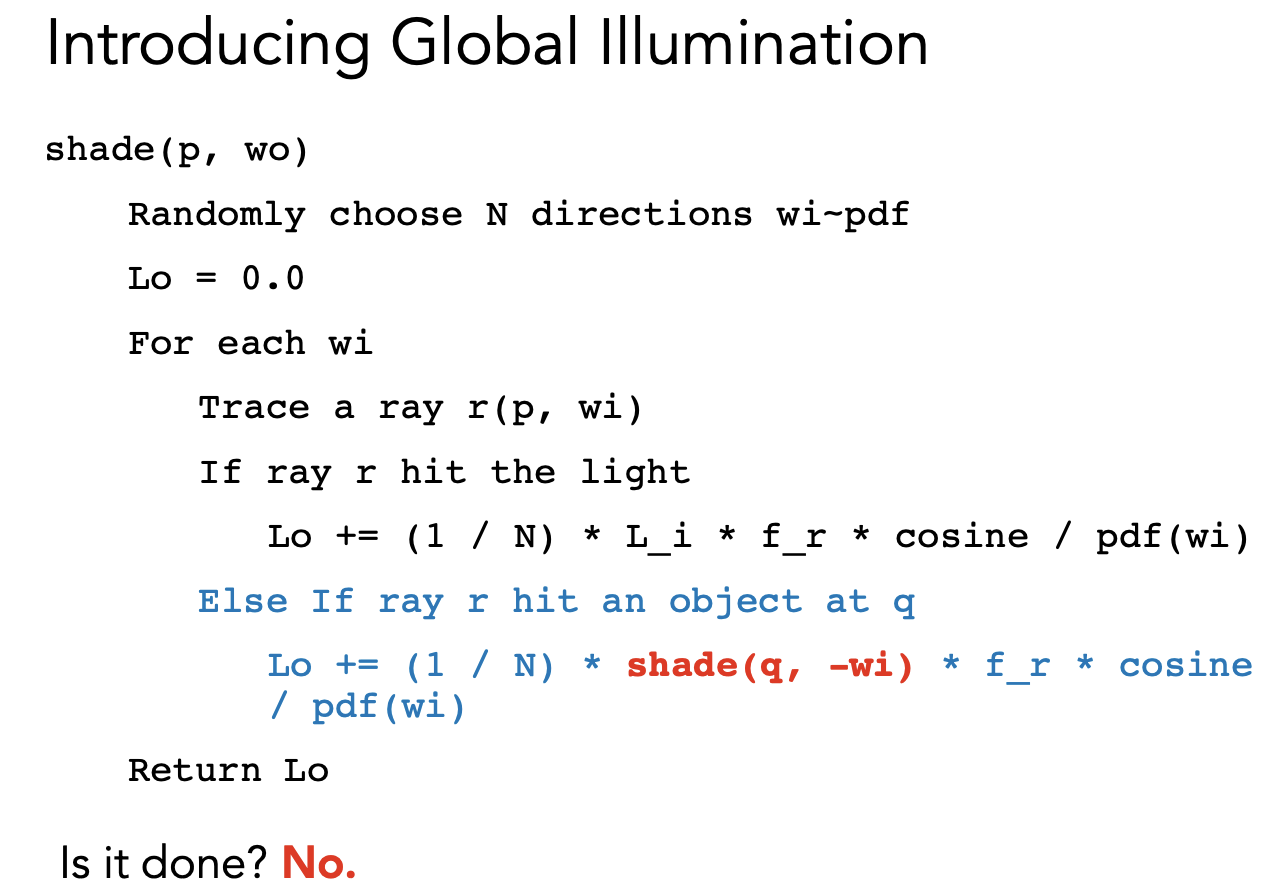 Introducing Global Illumination
shade(p, wo)
Randomly choose N directions wi~pdf
Lo = 0.0
For each wi
Trace a ray r(p, wi)
If ray r hit the light
Lo += (1 / N) * L_i * f_r * cosine / pdf(wi)
Else If ray r hit an object at q
Lo += (1 / N) * shade(q, -wi) * f_r * cosine
/ pdf(wi)
Return Lo
Is it done? No.